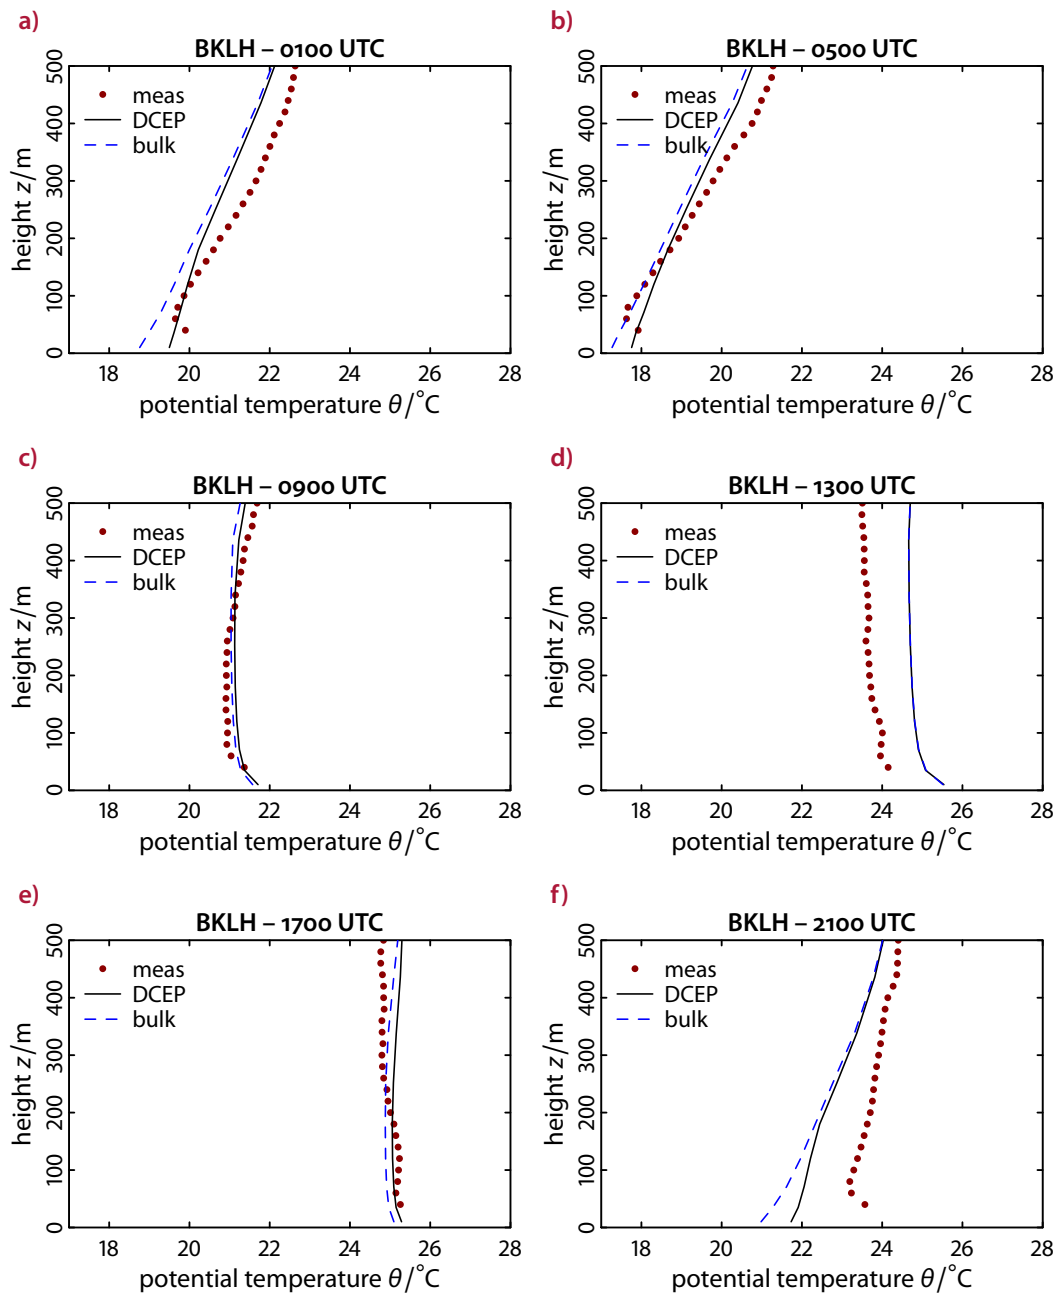 a)
BKLH – 0100 UTC
meas
DCEP
bulk
height z/m
0 100 200 300 400 500
18 20 22 24 26 28
potential temperature θ/°C
b)
BKLH – 0500 UTC
meas
DCEP
bulk
height z/m
0 100 200 300 400 500
18 20 22 24 26 28
potential temperature θ/°C
c)
BKLH – 0900 UTC
meas
DCEP
bulk
height z/m
0 100 200 300 400 500
18 20 22 24 26 28
potential temperature θ/°C
d)
BKLH – 1300 UTC
meas
DCEP
bulk
height z/m
0 100 200 300 400 500
18 20 22 24 26 28
potential temperature θ/°C
e)
BKLH – 1700 UTC
meas
DCEP
bulk
height z/m
0 100 200 300 400 500
18 20 22 24 26 28
potential temperature θ/°C
f)
BKLH – 2100 UTC
meas
DCEP
bulk
height z/m
0 100 200 300 400 500
18 20 22 24 26 28
potential temperature θ/°C